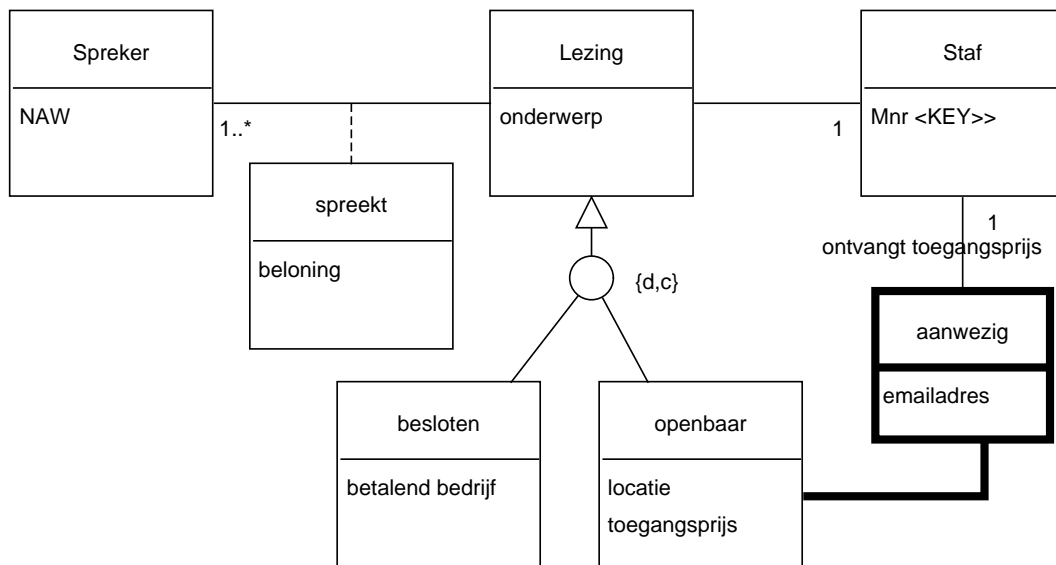 Spreker
NAW
1..*
spreekt
beloning
Lezing
onderwerp
1
Staf
Mnr <KEY>>
1
ontvangt toegangsprijs
{d,c}
aanwezig
emailadres
besloten
betalend bedrijf
openbaar
locatie
toegangsprijs